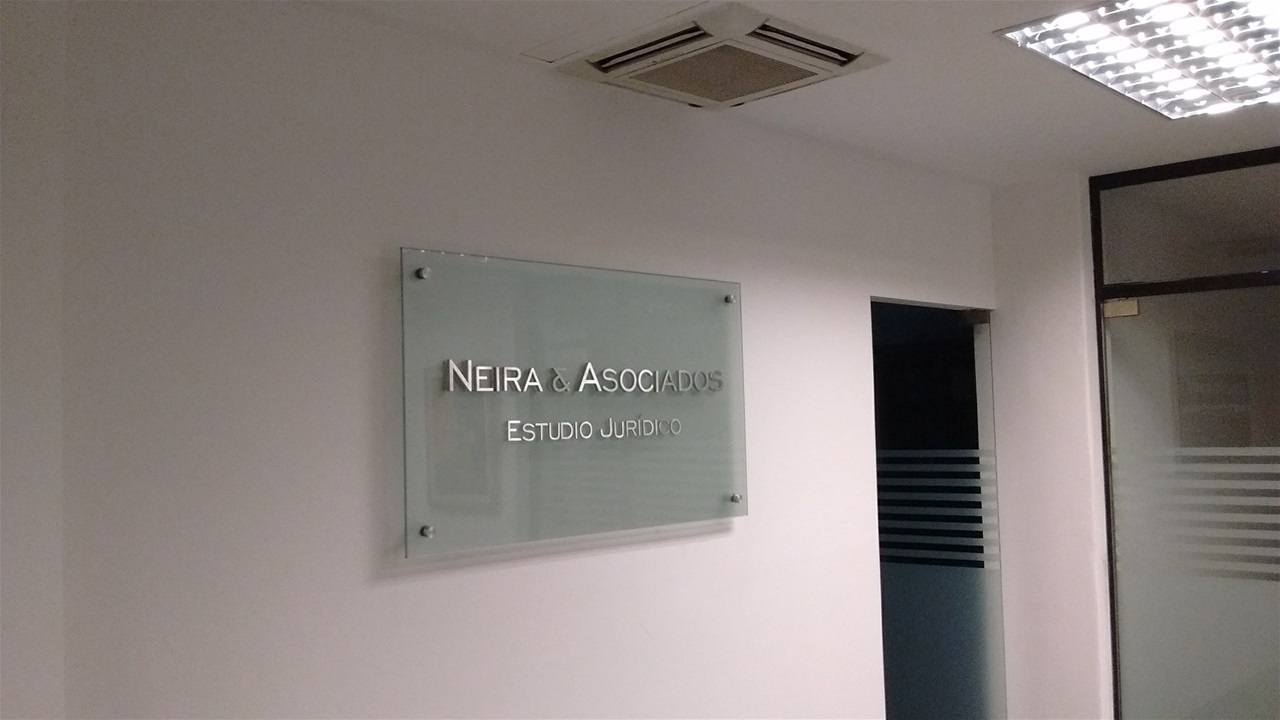 NEIRA & ASOCIADOS
ESTUDIO JURÍDICO